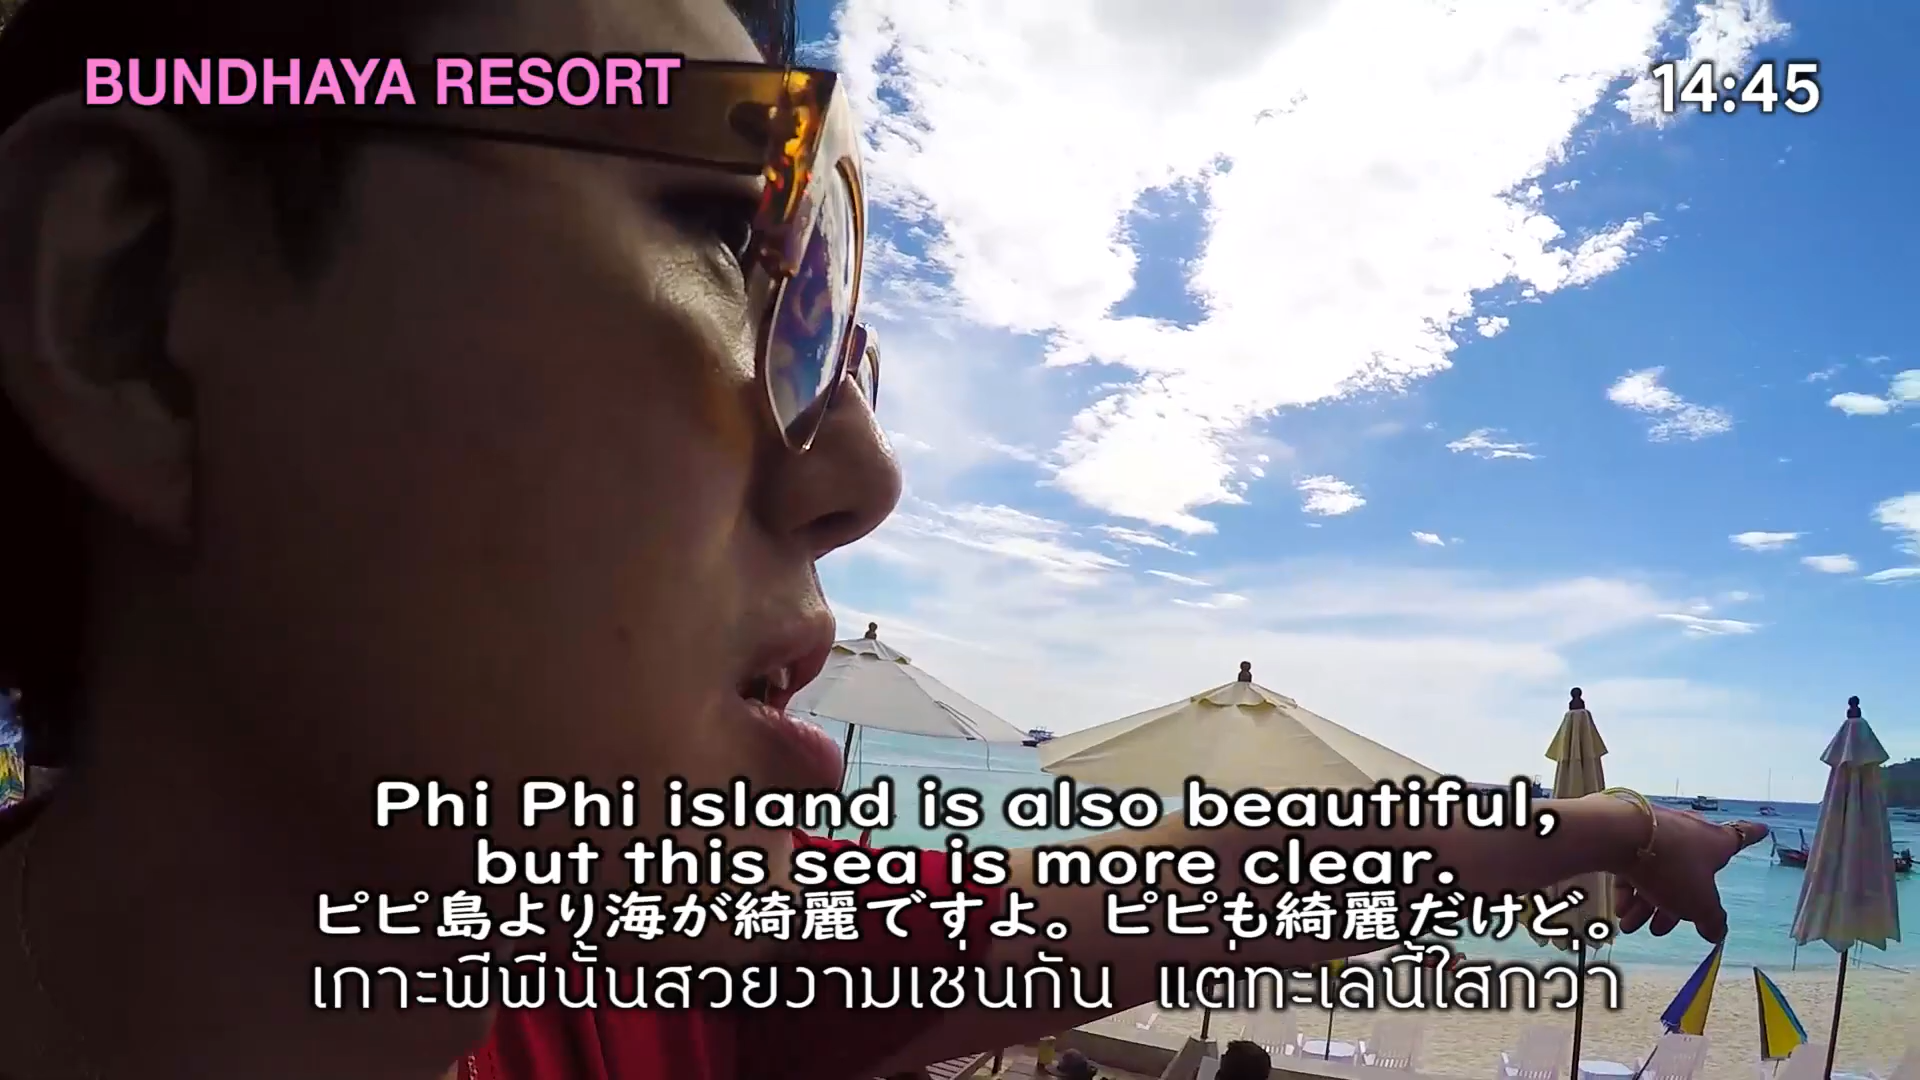 BUNDHAYA RESORT
14:45
Phi Phi island is also beautiful,
but this sea is more clear.
ピピ島より海が綺麗ですよ。ピピも綺麗だけど。
เกาะพีพีนั้นสวยงามเช่นกัน แต่ทะเลนี้ใสกว่า